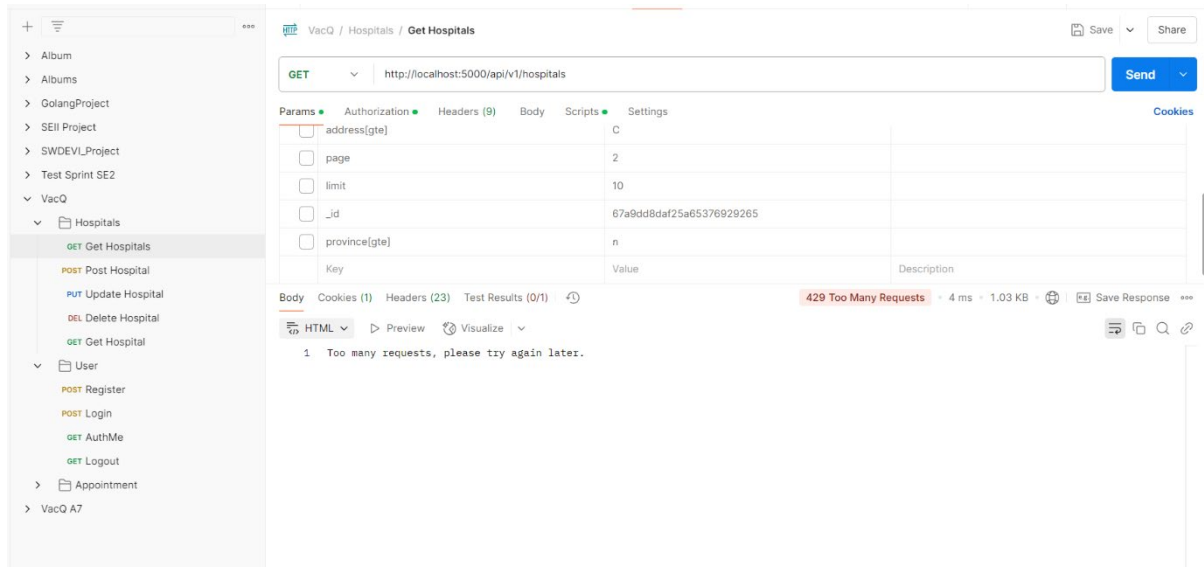 VacQ / Hospitals / Get Hospitals
Save
Share
Album
Albums
GolangProject
SEII Project
SWDEVI_Project
Test Sprint SE2
VacQ
Hospitals
GET Get Hospitals
POST Post Hospital
PUT Update Hospital
DEL Delete Hospital
GET Get Hospital
User
POST Register
POST Login
GET AuthMe
GET Logout
Appointment
VacQ A7
GET http://localhost:5000/api/v1/hospitals
Send
Params Authorization Headers (9) Body Scripts Settings
Cookies
address[gte] C
page 2
limit 10
_id 67a9dd8daf25a65376929265
province[gte] n
Key Value Description
Body Cookies (1) Headers (23) Test Results (0/1)
429 Too Many Requests 4 ms 1.03 KB e.g. Save Response
HTML Preview Visualize
1 Too many requests, please try again later.